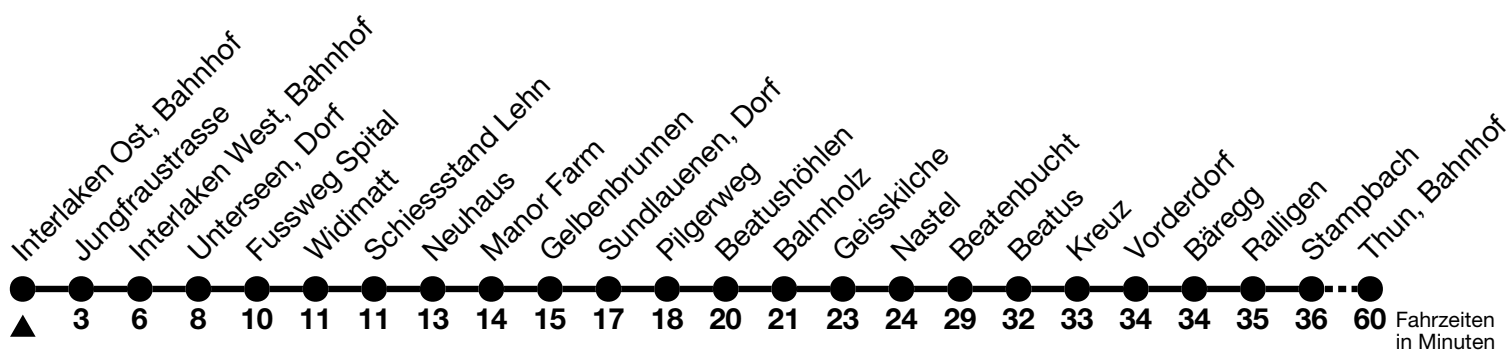 Interlaken Ost, Bahnhof
Jungfraustrasse
Interlaken West, Bahnhof
Unterseen, Dorf
Fussweg Spital
Widimatt
Schiessstand Lehn
Neuhaus
Manor Farm
Gelbenbrunnen
Sundlauenen, Dorf
Pilgerweg
Beatushöhlen
Balmholz
Geisskilche
Nastel
Beatenbucht
Beatus
Kreuz
Vorderdorf
Bäregg
Ralligen
Stampbach
Thun, Bahnhof
3 6 8 10 11 11 13 14 15 17 18 20 21 23 24 29 32 33 34 34 35 36 60 Fahrzeiten
in Minuten